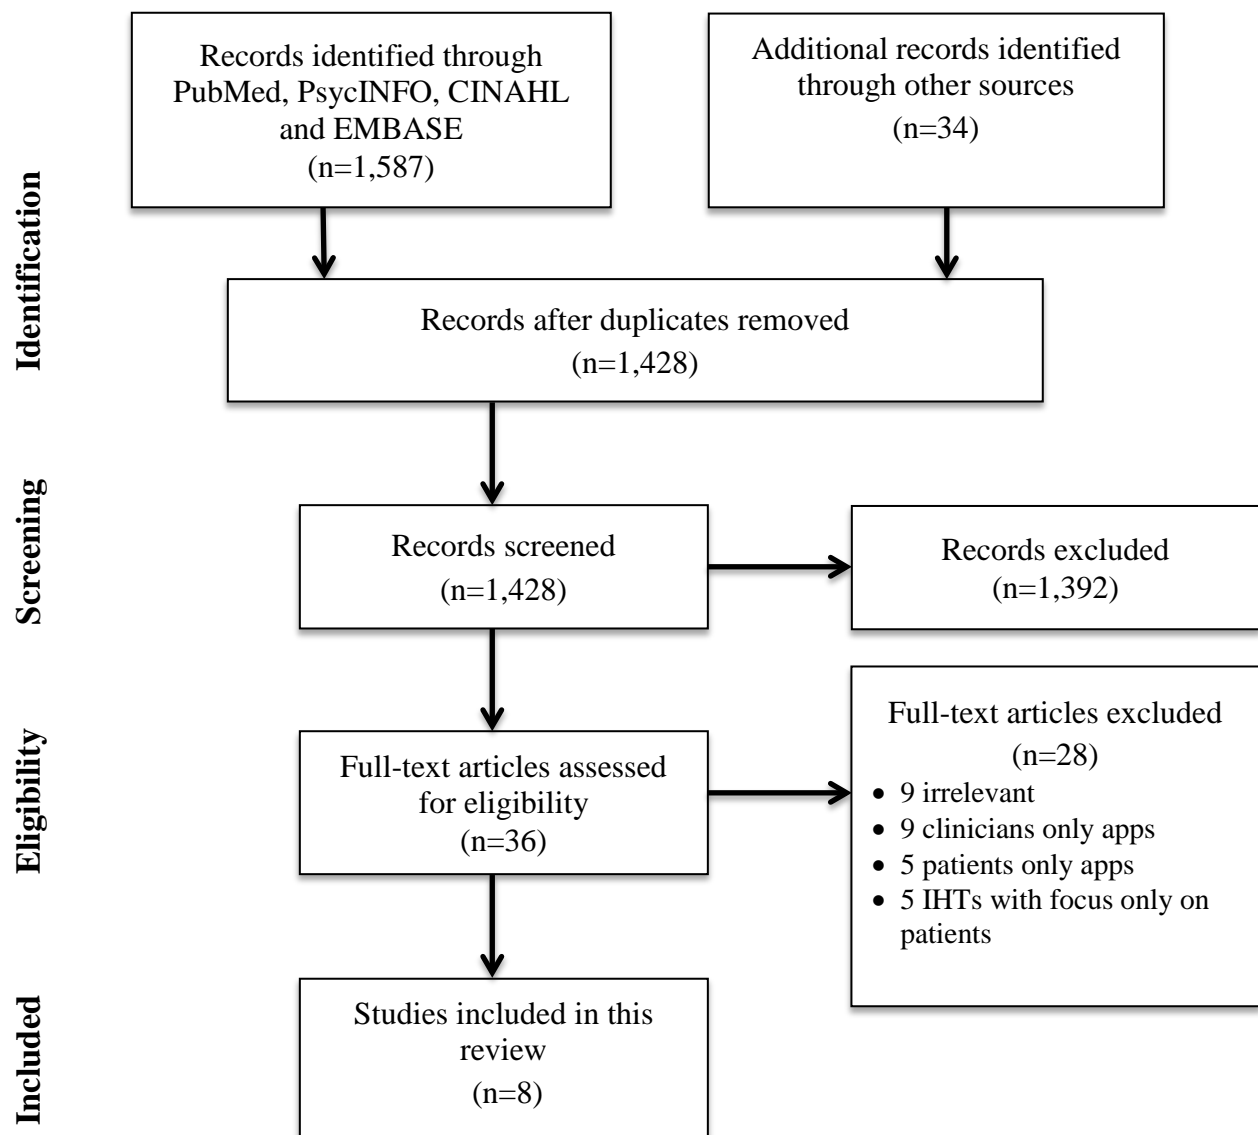 Records identified through
PubMed, PsycINFO, CINAHL
and EMBASE
(n=1,587)
Additional records identified
through other sources
(n=34)
Identification
Records after duplicates removed
(n=1,428)
Screening
Records screened
(n=1,428)
Records excluded
(n=1,392)
Eligibility
Full-text articles assessed
for eligibility
(n=36)
Full-text articles excluded
(n=28)
• 9 irrelevant
• 9 clinicians only apps
• 5 patients only apps
• 5 IHTs with focus only on
patients
Included
Studies included in this
review
(n=8)